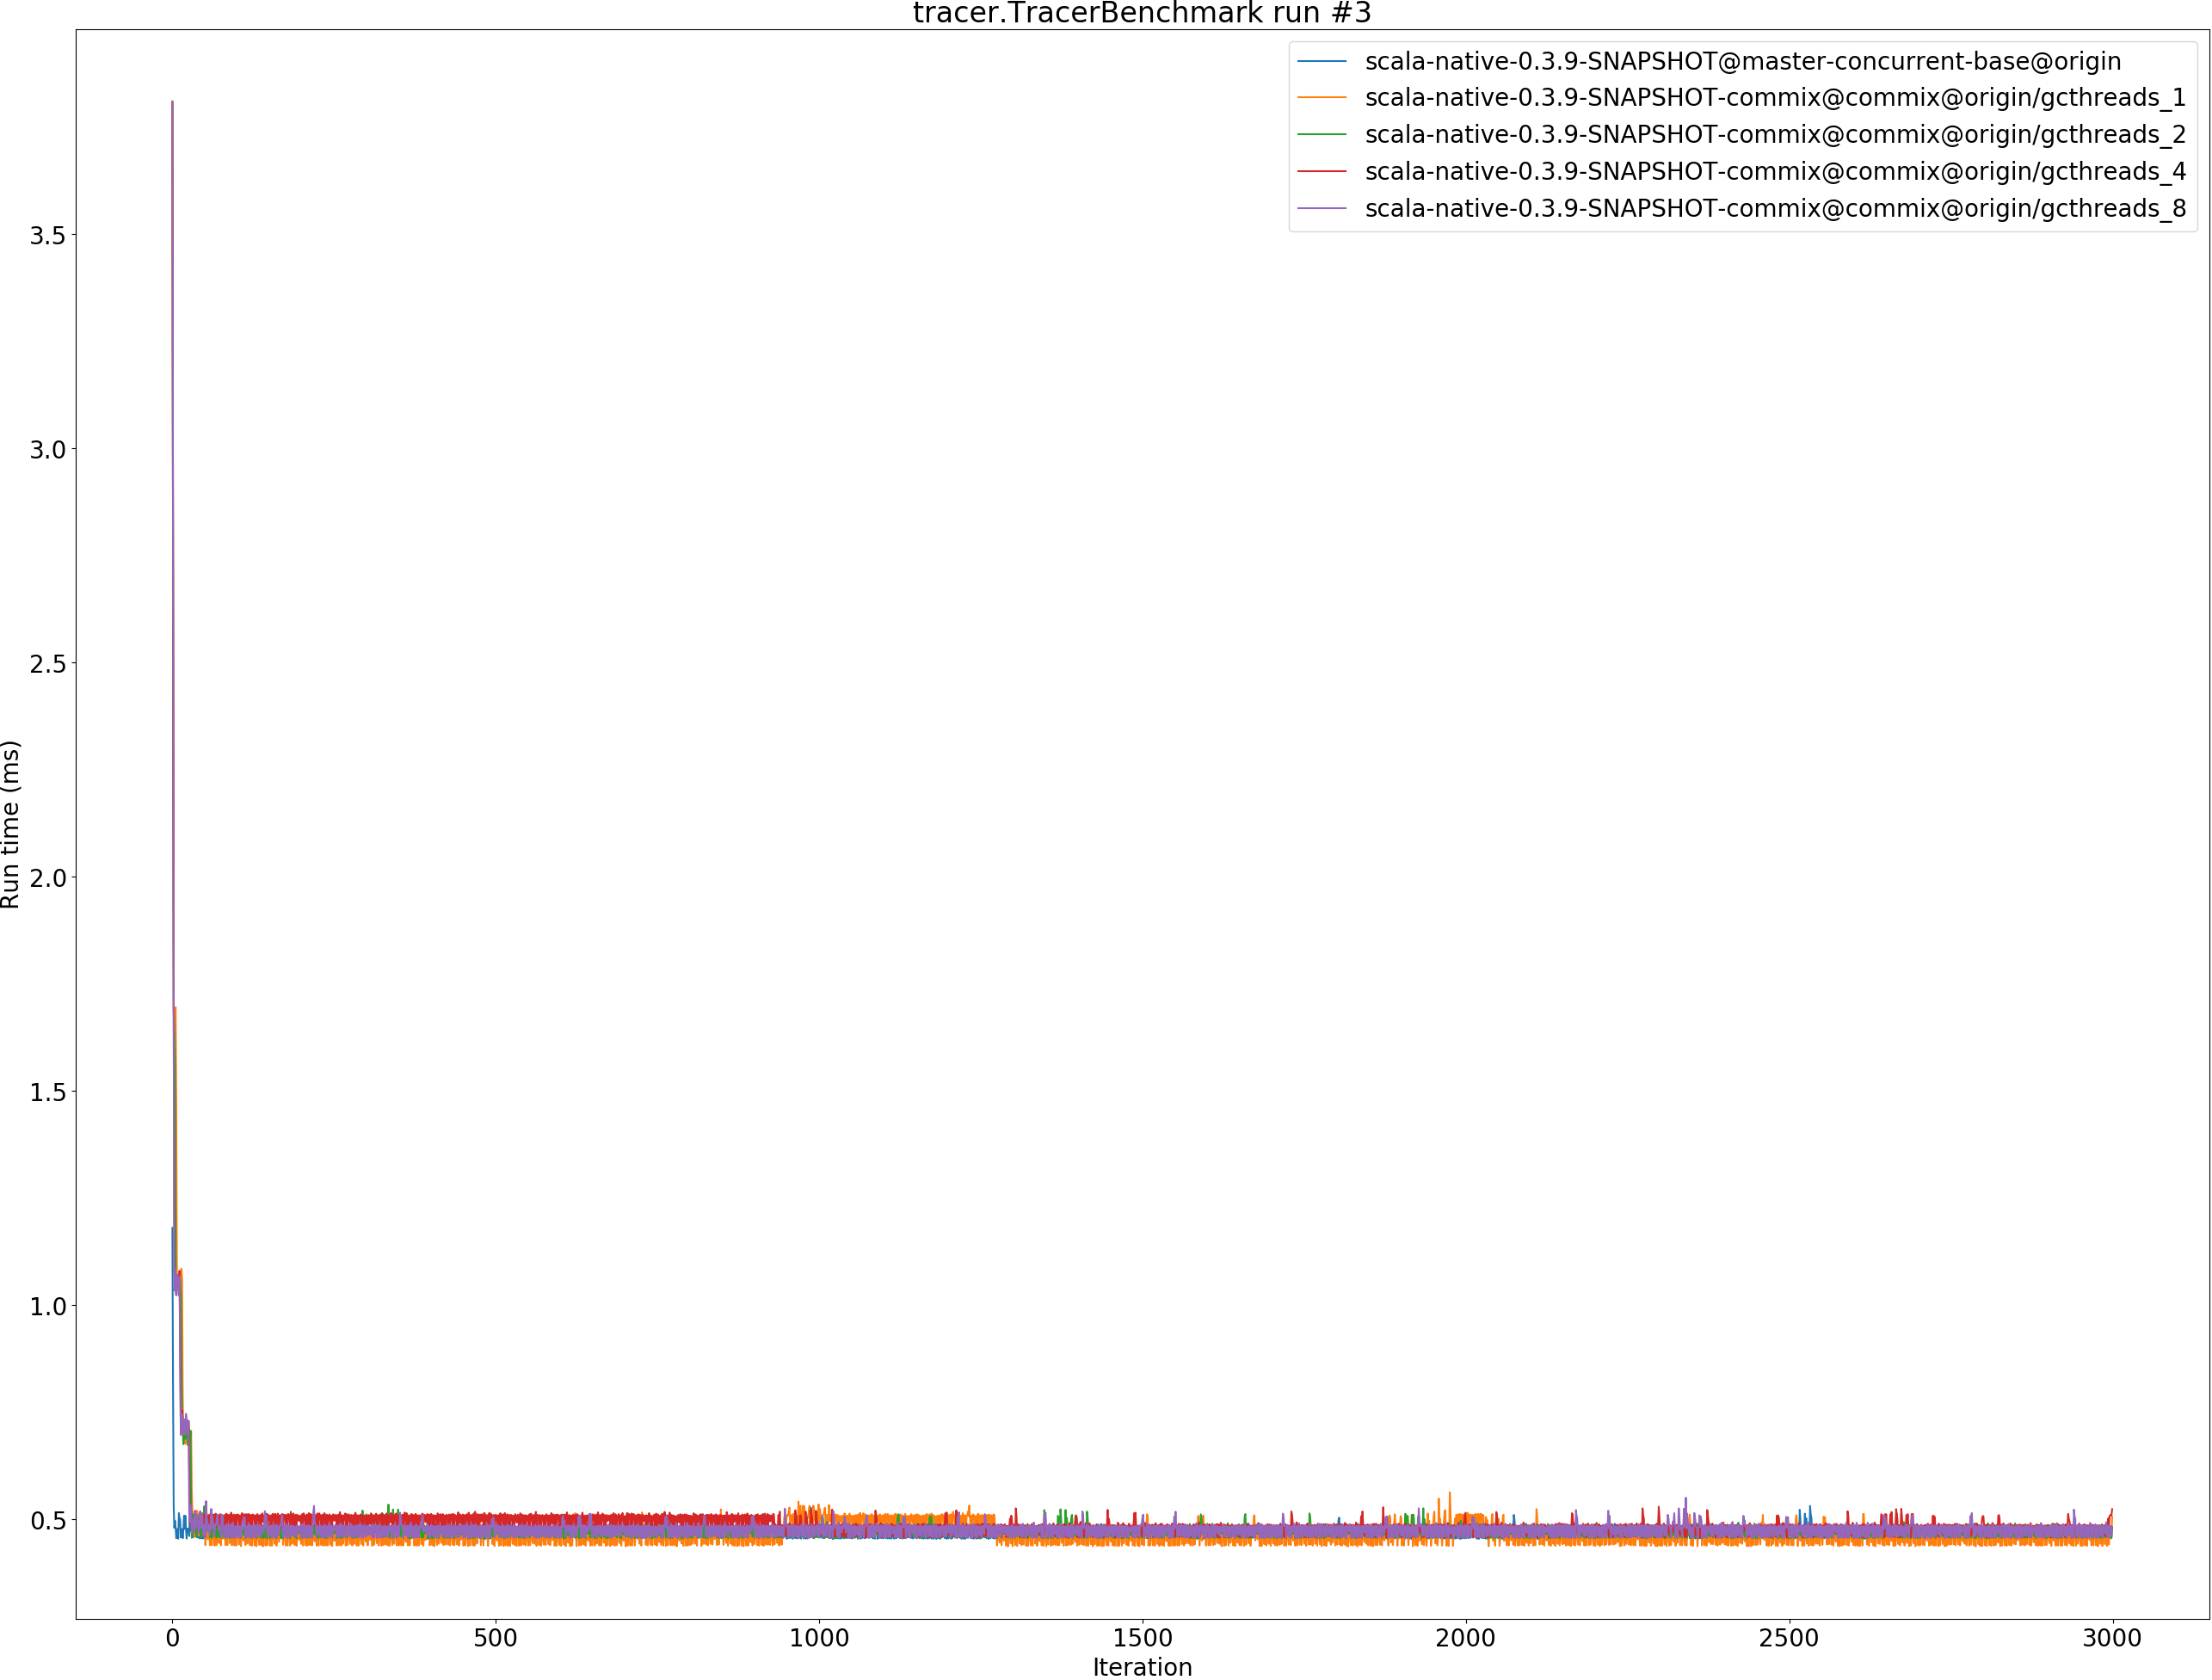 tracer.TracerBenchmark run #3
scala-native-0.3.9-SNAPSHOT@master-concurrent-base@origin
scala-native-0.3.9-SNAPSHOT-commix@commix@origin/gcthreads_1
scala-native-0.3.9-SNAPSHOT-commix@commix@origin/gcthreads_2
scala-native-0.3.9-SNAPSHOT-commix@commix@origin/gcthreads_4
scala-native-0.3.9-SNAPSHOT-commix@commix@origin/gcthreads_8
Run time (ms)
3.5
3.0
2.5
2.0
1.5
1.0
0.5
0 500 1000 1500 2000 2500 3000
Iteration